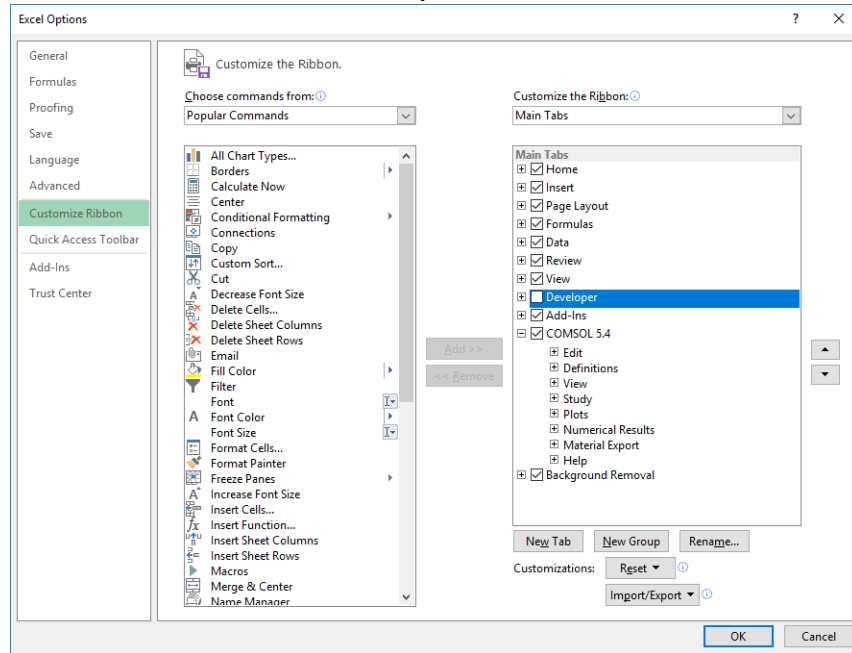 Excel Options
?
General
Formulas
Proofing
Save
Language
Advanced
Customize Ribbon
Quick Access Toolbar
Add-Ins
Trust Center
Customize the Ribbon.
Choose commands from:
Popular Commands
All Chart Types...
Borders
Calculate Now
Center
Conditional Formatting
Connections
Copy
Custom Sort...
Cut
Decrease Font Size
Delete Cells...
Delete Sheet Columns
Delete Sheet Rows
Email
Fill Color
Filter
Font
Font Color
Font Size
Format Cells...
Format Painter
Freeze Panes
Increase Font Size
Insert Cells...
Insert Function...
Insert Sheet Columns
Insert Sheet Rows
Macros
Merge & Center
Name Manager
Add >>
<< Remove
Customize the Ribbon:
Main Tabs
Main Tabs
Home
Insert
Page Layout
Formulas
Data
Review
View
Developer
Add-Ins
COMSOL 5.4
Edit
Definitions
View
Study
Plots
Numerical Results
Material Export
Help
Background Removal
New Tab
New Group
Rename...
Customizations:
Reset
Import/Export
OK
Cancel